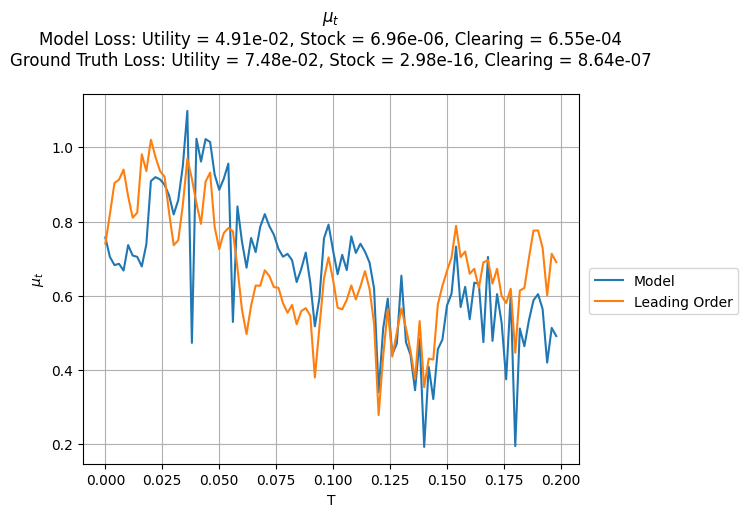 μₜ
Model Loss: Utility = 4.91e-02, Stock = 6.96e-06, Clearing = 6.55e-04
Ground Truth Loss: Utility = 7.48e-02, Stock = 2.98e-16, Clearing = 8.64e-07
1.0
0.8
0.6
0.4
0.2
μₜ
0.000 0.025 0.050 0.075 0.100 0.125 0.150 0.175 0.200
T
Model
Leading Order